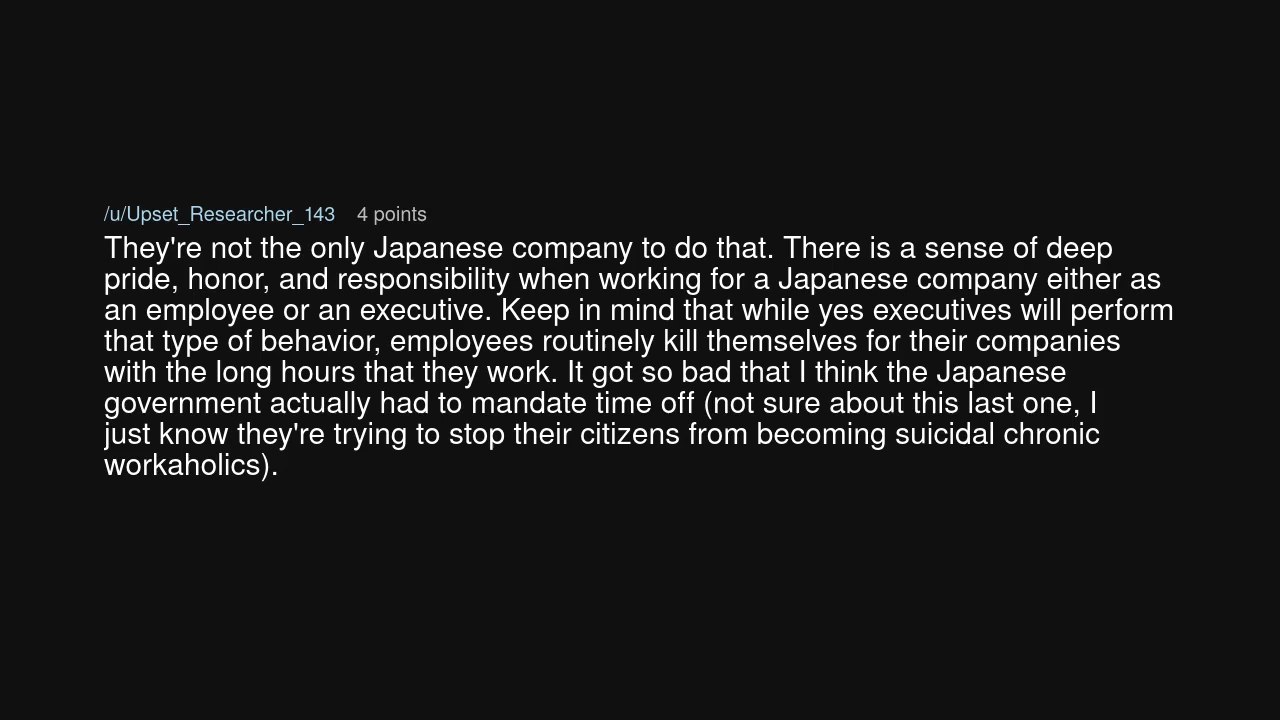 /u/Upset_Researcher_143 4 points
They're not the only Japanese company to do that. There is a sense of deep
pride, honor, and responsibility when working for a Japanese company either as
an employee or an executive. Keep in mind that while yes executives will perform
that type of behavior, employees routinely kill themselves for their companies
with the long hours that they work. It got so bad that I think the Japanese
government actually had to mandate time off (not sure about this last one, I
just know they're trying to stop their citizens from becoming suicidal chronic
workaholics).